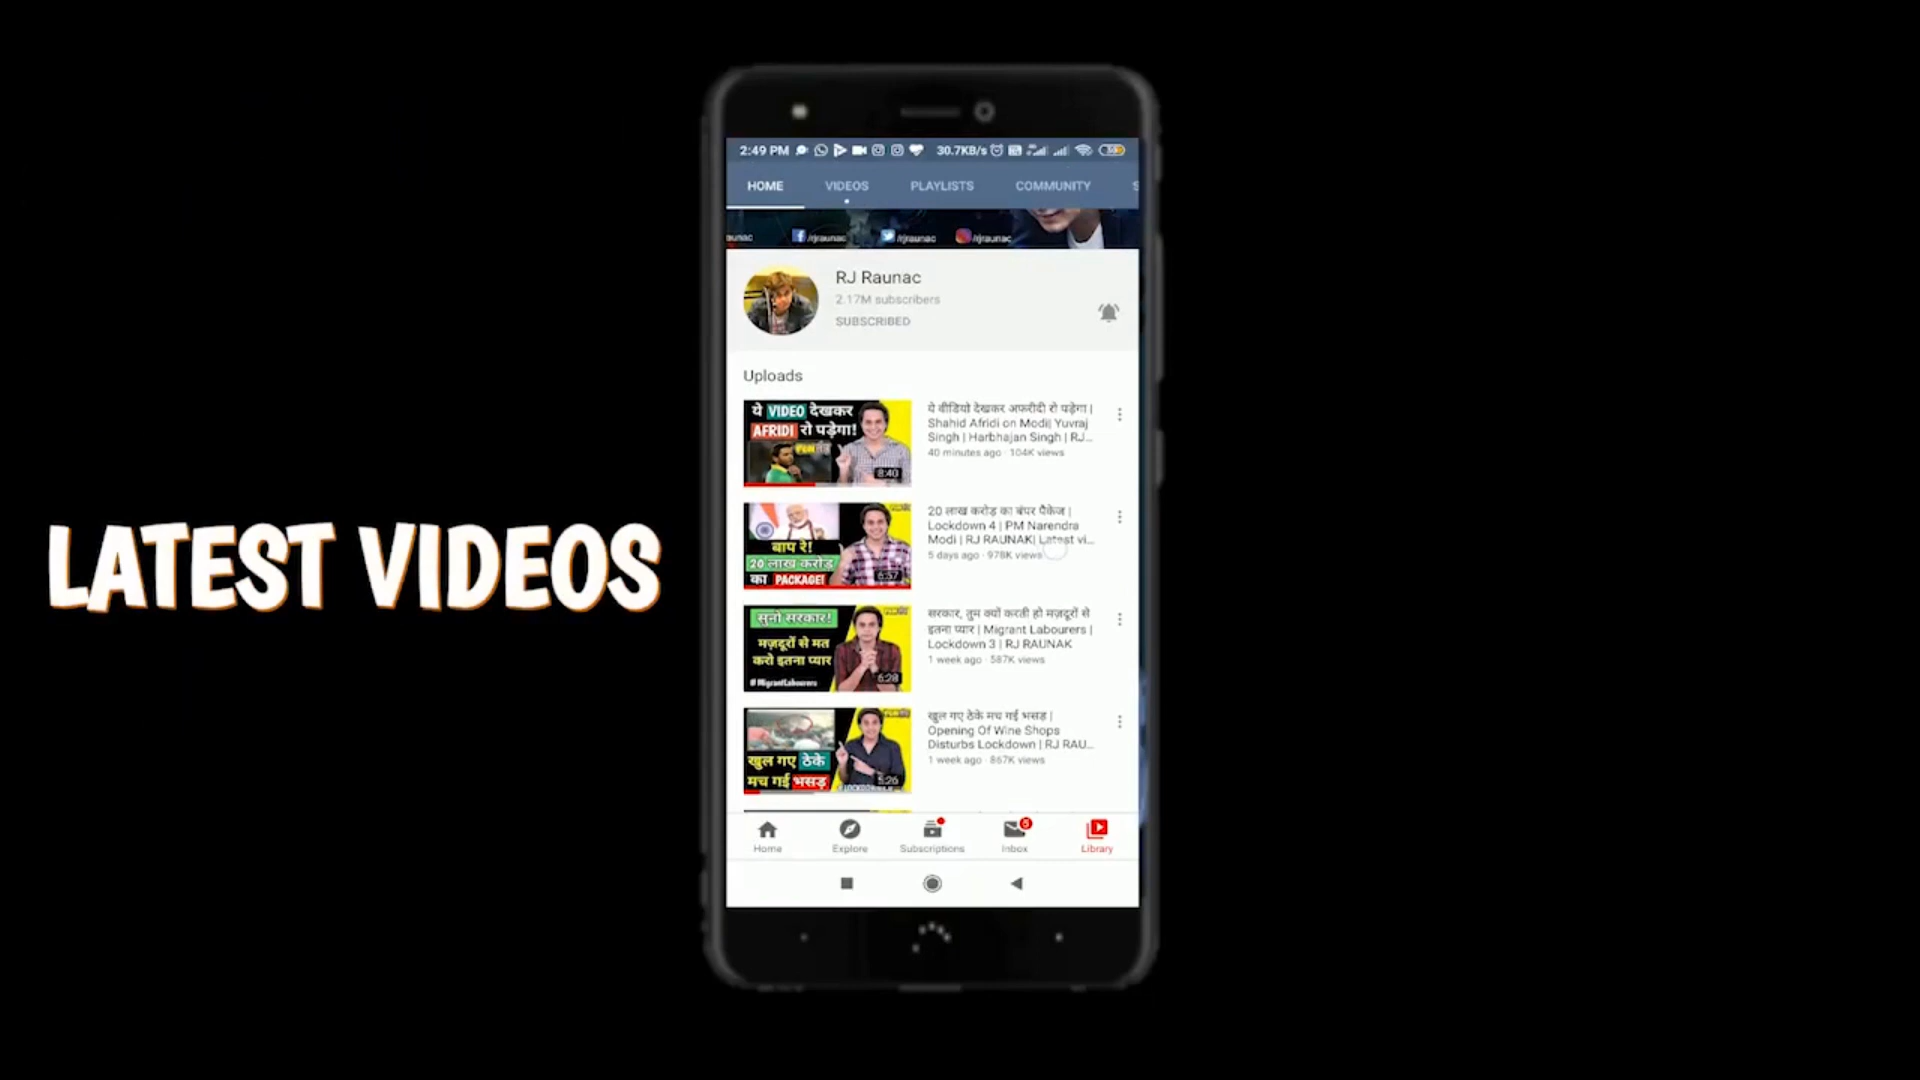 2:49 PM 30.7KB/s
HOME VIDEOS PLAYLISTS COMMUNITY S
aunac /rjraunac /rjraunac /rjraunac
RJ Raunac
2.17M subscribers
SUBSCRIBED
Uploads
ये VIDEO देखकर
AFRIDI रो पड़ेगा!
8:40
ये वीडियो देखकर अफरीदी रो पड़ेगा |
Shahid Afridi on Modi| Yuvraj
Singh | Harbhajan Singh | RJ...
40 minutes ago · 104K views
बाप रे!
20 लाख करोड़
का PACKAGE!
6:57
20 लाख करोड़ का बंपर पैकेज |
Lockdown 4 | PM Narendra
Modi | RJ RAUNAK| Latest vi...
5 days ago · 978K views
LATEST VIDEOS
सुनो सरकार!
मज़दूरों से मत
करो इतना प्यार
# MigrantLabourers
6:28
सरकार, तुम क्यों करती हो मज़दूरों से
इतना प्यार | Migrant Labourers |
Lockdown 3 | RJ RAUNAK
1 week ago · 587K views
खुल गए ठेके
मच गई भसड़
5:26
खुल गए ठेके मच गई भसड़ |
Opening Of Wine Shops
Disturbs Lockdown | RJ RAU...
1 week ago · 867K views
Home Explore Subscriptions Inbox Library